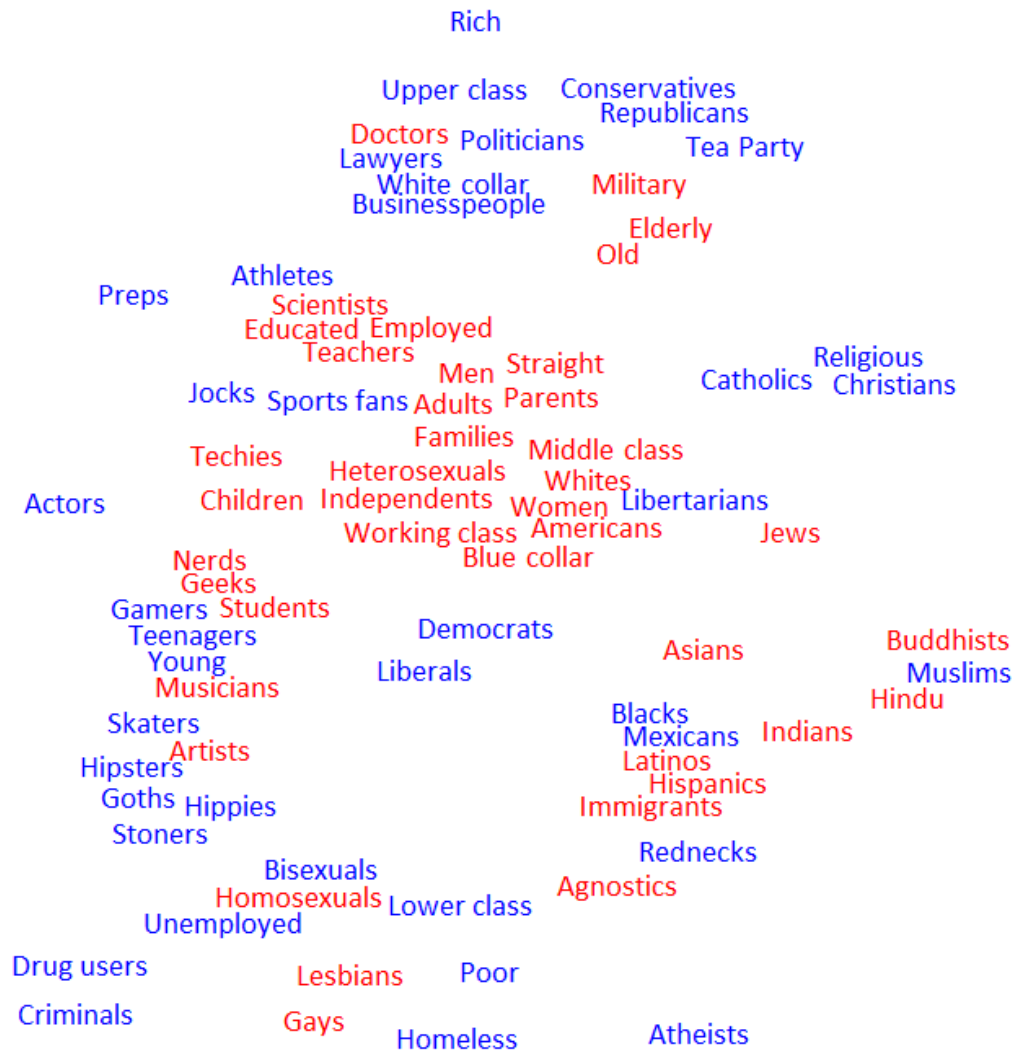 Rich
Upper class
Conservatives
Republicans
Doctors
Politicians
Tea Party
Lawyers
White collar
Military
Businesspeople
Elderly
Old
Athletes
Preps
Scientists
Educated
Employed
Teachers
Straight
Religious
Men
Catholics
Christians
Jocks
Sports fans
Adults
Parents
Families
Middle class
Techies
Heterosexuals
Whites
Actors
Children
Independents
Women
Libertarians
Working class
Americans
Jews
Blue collar
Nerds
Geeks
Gamers
Students
Democrats
Teenagers
Buddhists
Asians
Young
Liberals
Muslims
Musicians
Hindu
Skaters
Blacks
Mexicans
Indians
Artists
Latinos
Hipsters
Hispanics
Goths
Hippies
Immigrants
Stoners
Rednecks
Bisexuals
Agnostics
Homosexuals
Lower class
Unemployed
Drug users
Lesbians
Poor
Criminals
Gays
Homeless
Atheists